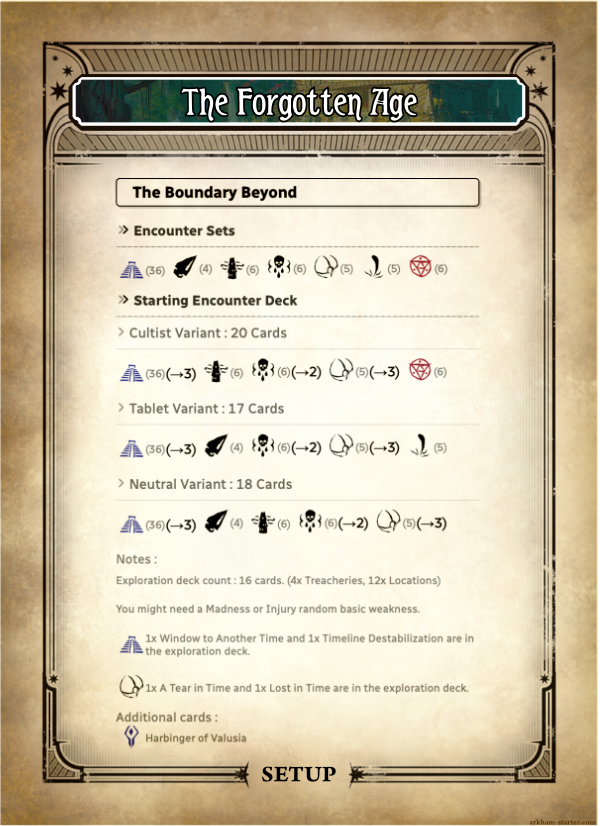 The Forgotten Age
The Boundary Beyond
» Encounter Sets
(36) (4) (6) (6) (5) (5) (6)
» Starting Encounter Deck
> Cultist Variant : 20 Cards
(36)(→3) (6) (6)(→2) (5)(→3) (6)
> Tablet Variant : 17 Cards
(36)(→3) (4) (6)(→2) (5)(→3) (5)
> Neutral Variant : 18 Cards
(36)(→3) (4) (6) (6)(→2) (5)(→3)
Notes :
Exploration deck count : 16 cards. (4x Treacheries, 12x Locations)
You might need a Madness or Injury random basic weakness.
1x Window to Another Time and 1x Timeline Destabilization are in
the exploration deck.
1x A Tear in Time and 1x Lost in Time are in the exploration deck.
Additional cards :
Harbinger of Valusia
SETUP
arkham-starter.com